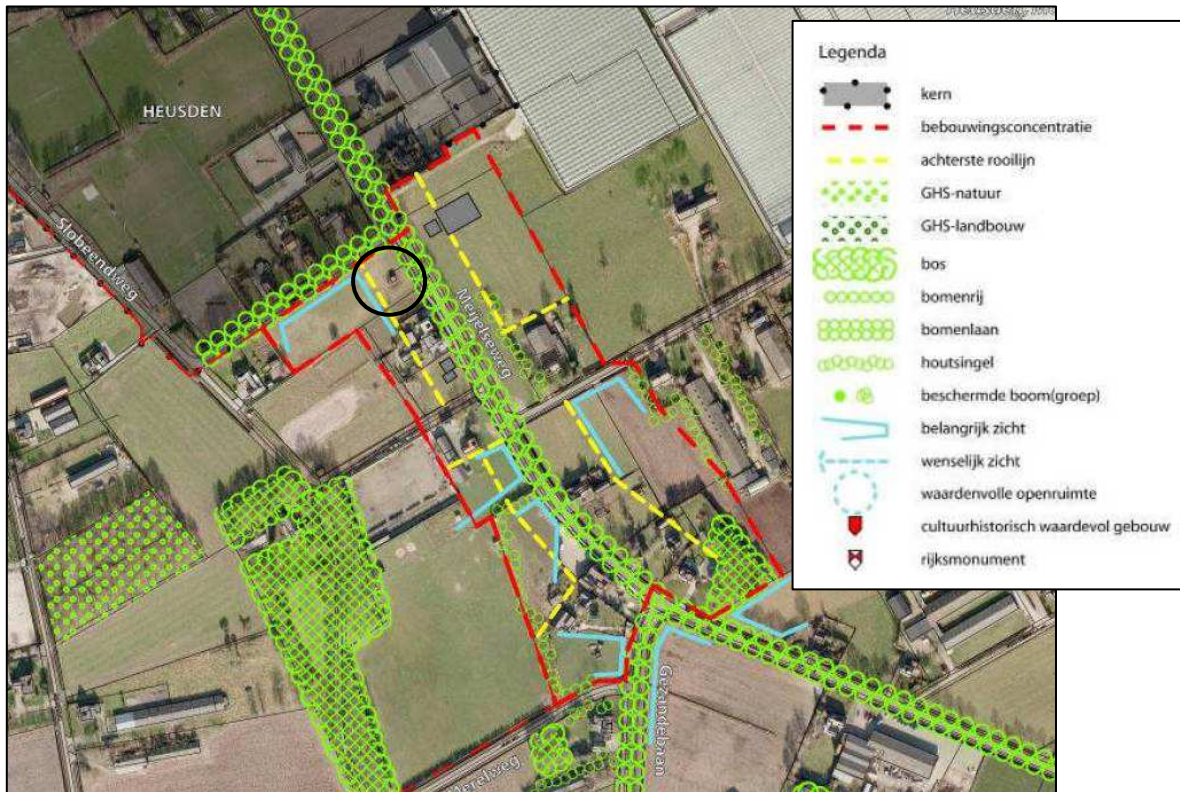 HEUSDEN
Slobeendweg
Meijelseweg
Gezandebaan
Merelweg
Legenda
kern
bebouwingsconcentratie
achterste rooilijn
GHS-natuur
GHS-landbouw
bos
bomenrij
bomenlaan
houtsingel
beschermde boom(groep)
belangrijk zicht
wenselijk zicht
waardenvolle openruimte
cultuurhistorisch waardevol gebouw
rijksmonument